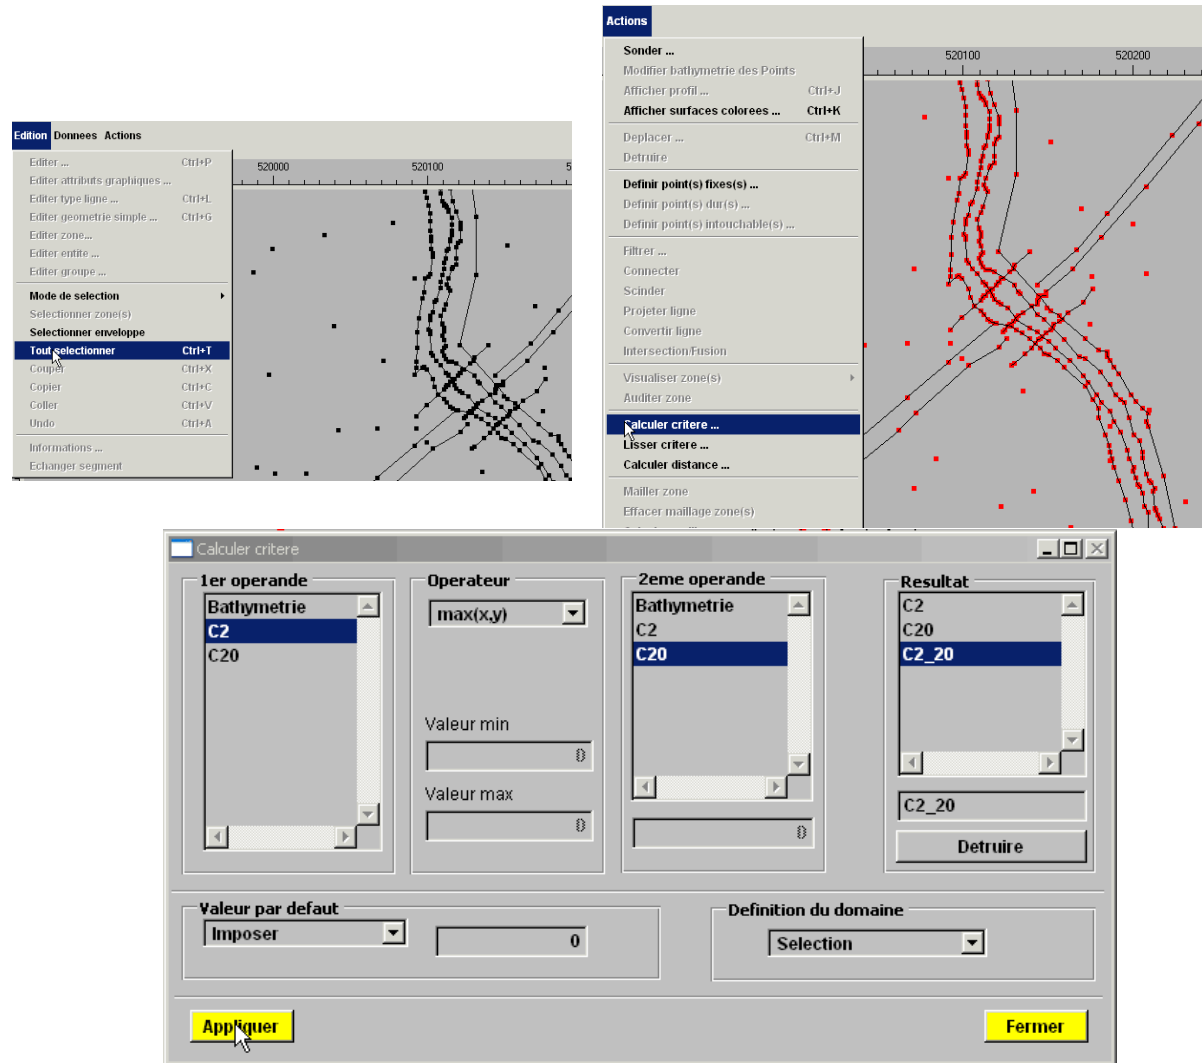 Edition Donnees Actions
Editer ... Ctrl+P
Editer attributs graphiques ...
Editer type ligne ... Ctrl+L
Editer geometrie simple ... Ctrl+G
Editer zone...
Editer entite ...
Editer groupe ...
Mode de selection
Selectionner zone(s)
Selectionner enveloppe
Tout selectionner Ctrl+T
Couper Ctrl+X
Copier Ctrl+C
Coller Ctrl+V
Undo Ctrl+A
Informations ...
Echanger segment
520000 520100 5
Actions
Sonder ...
Modifier bathymetrie des Points
Afficher profil ... Ctrl+J
Afficher surfaces colorees ... Ctrl+K
Deplacer ... Ctrl+M
Detruire
Definir point(s) fixes(s) ...
Definir point(s) dur(s) ...
Definir point(s) intouchable(s) ...
Filtrer ...
Connecter
Scinder
Projeter ligne
Convertir ligne
Intersection/Fusion
Visualiser zone(s)
Auditer zone
Calculer critere ...
Lisser critere ...
Calculer distance ...
Mailler zone
Effacer maillage zone(s)
520100 520200
Calculer critere
1er operande
Bathymetrie
C2
C20
Operateur
max(x,y)
Valeur min
0
Valeur max
0
2eme operande
Bathymetrie
C2
C20
0
Resultat
C2
C20
C2_20
C2_20
Detruire
Valeur par defaut
Imposer 0
Definition du domaine
Selection
Appliquer Fermer